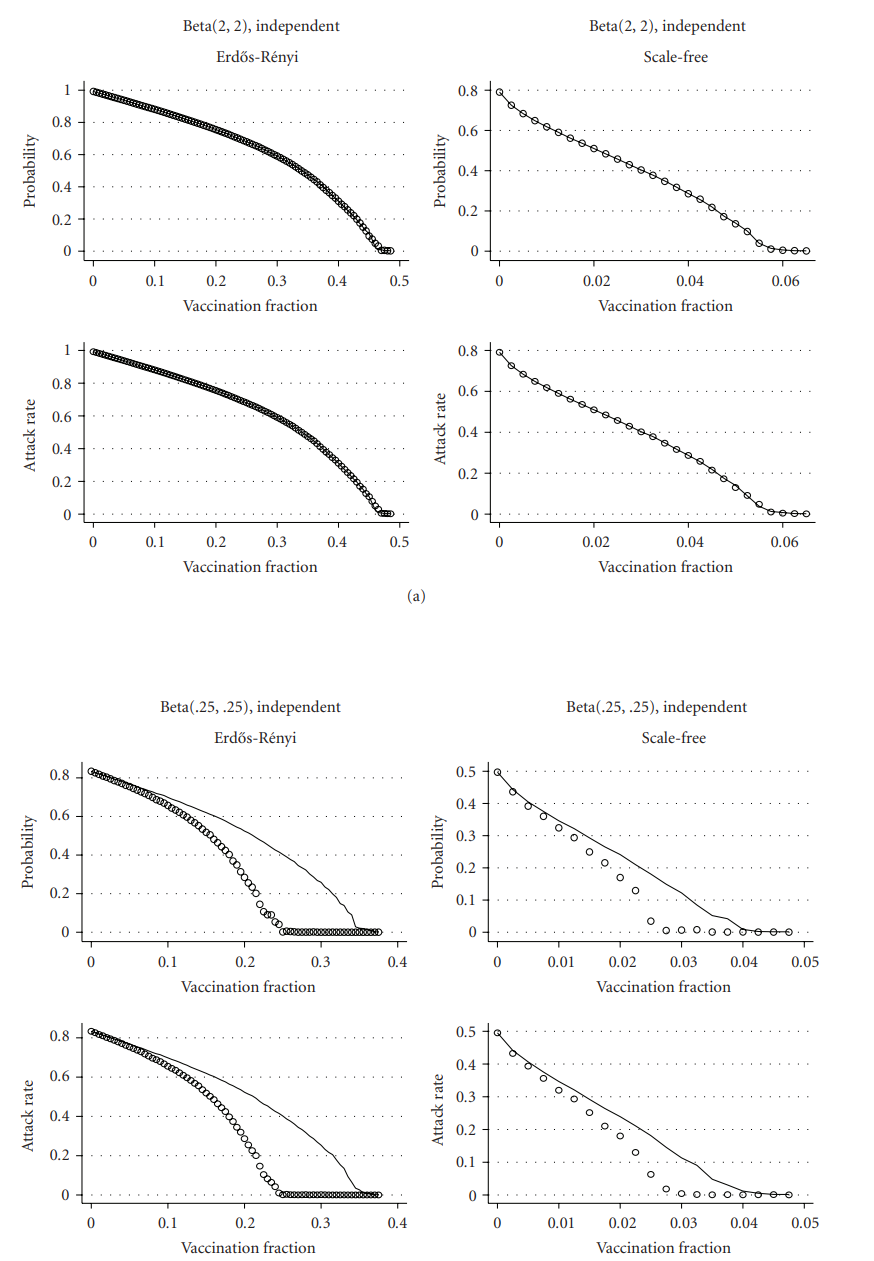 Beta(2, 2), independent
Erdős-Rényi
Probability
1
0.8
0.6
0.4
0.2
0
0 0.1 0.2 0.3 0.4 0.5
Vaccination fraction
Beta(2, 2), independent
Scale-free
Probability
0.8
0.6
0.4
0.2
0
0 0.02 0.04 0.06
Vaccination fraction
Attack rate
1
0.8
0.6
0.4
0.2
0
0 0.1 0.2 0.3 0.4 0.5
Vaccination fraction
Attack rate
0.8
0.6
0.4
0.2
0
0 0.02 0.04 0.06
Vaccination fraction
(a)
Beta(.25, .25), independent
Erdős-Rényi
Probability
0.8
0.6
0.4
0.2
0
0 0.1 0.2 0.3 0.4
Vaccination fraction
Beta(.25, .25), independent
Scale-free
Probability
0.5
0.4
0.3
0.2
0.1
0
0 0.01 0.02 0.03 0.04 0.05
Vaccination fraction
Attack rate
0.8
0.6
0.4
0.2
0
0 0.1 0.2 0.3 0.4
Vaccination fraction
Attack rate
0.5
0.4
0.3
0.2
0.1
0
0 0.01 0.02 0.03 0.04 0.05
Vaccination fraction